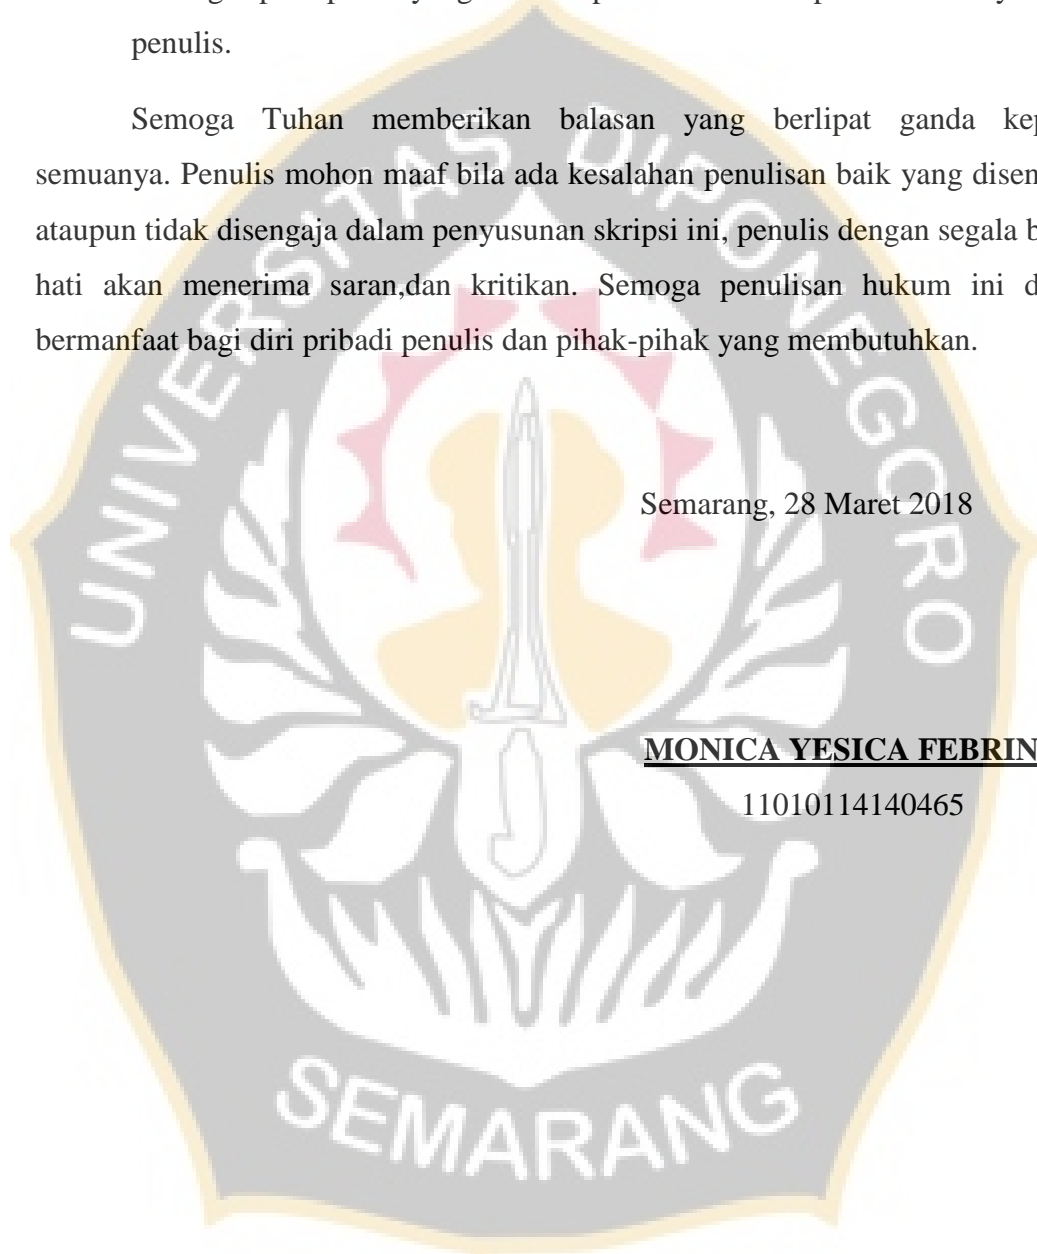 penulis.
Semoga Tuhan memberikan balasan yang berlipat ganda kep
semuanya. Penulis mohon maaf bila ada kesalahan penulisan baik yang disen
ataupun tidak disengaja dalam penyusunan skripsi ini, penulis dengan segala b
hati akan menerima saran,dan kritikan. Semoga penulisan hukum ini d
bermanfaat bagi diri pribadi penulis dan pihak-pihak yang membutuhkan.
Semarang, 28 Maret 2018
MONICA YESICA FEBRIN
11010114140465
UNIVERSITAS DIPONEGORO
SEMARANG